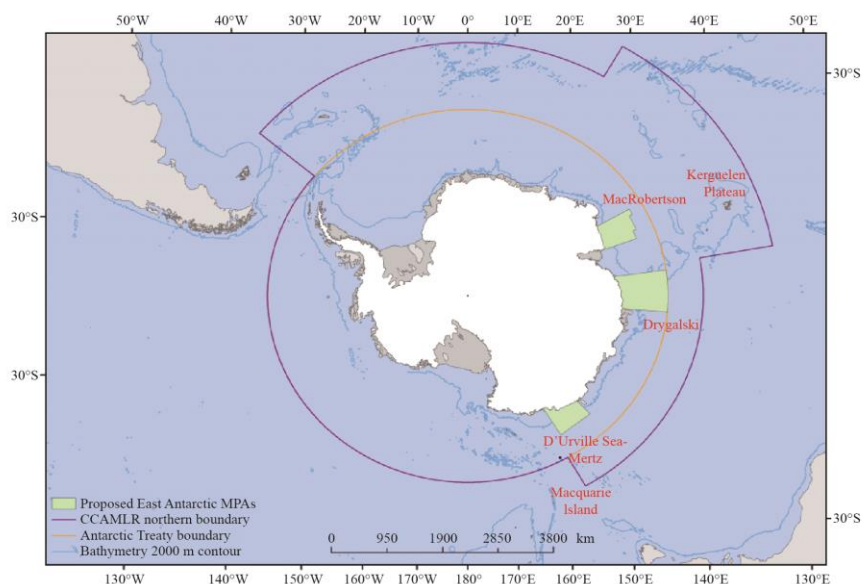 50°W 40°W 30°W 20°W 10°W 0° 10°E 20°E 30°E 40°E 50°E
30°S
Kerguelen
Plateau
MacRobertson
30°S
30°S
Drygalski
30°S
D'Urville Sea-
Mertz
Macquarie
Island
30°S
Proposed East Antarctic MPAs
CCAMLR northern boundary
Antarctic Treaty boundary
Bathymetry 2000 m contour
0 950 1900 2850 3800 km
130°W 140°W 150°W 160°W 170°W 180° 170°E 160°E 150°E 140°E 130°E